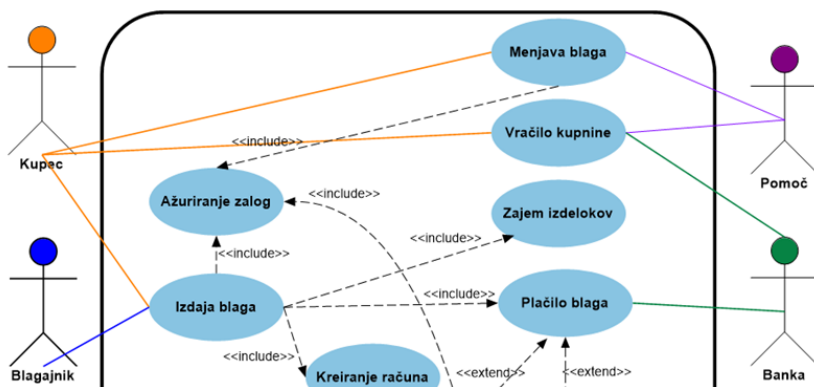 Menjava blaga
<<include>>
Vračilo kupnine
Kupec
Pomoč
<<include>>
Ažuriranje zalog
Zajem izdelokov
<<include>>
<<include>>
<<include>>
Izdaja blaga
Plačilo blaga
<<include>>
Blagajnik
Kreiranje računa
<<extend>>
<<extend>>
Banka